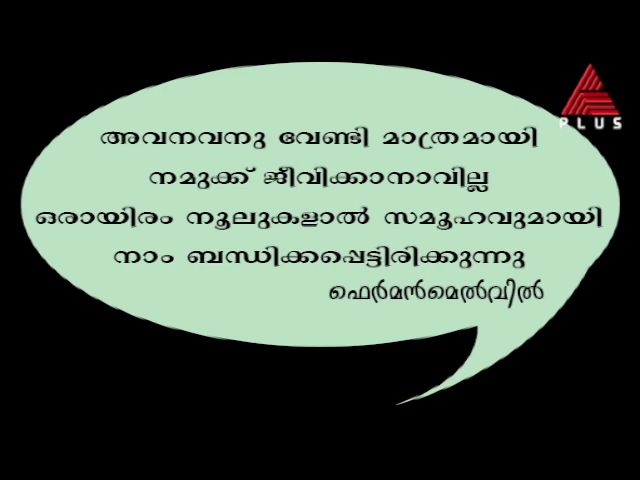 PLUS
അവനവനു വേണ്ടി മാത്രമായി
നമുക്ക് ജീവിക്കാനാവില്ല
ഒരായിരം നൂലുകളാൽ സമൂഹവുമായി
നാം ബന്ധിക്കപ്പെട്ടിരിക്കുന്നു
ഫെർമൻമെൽവിൽ